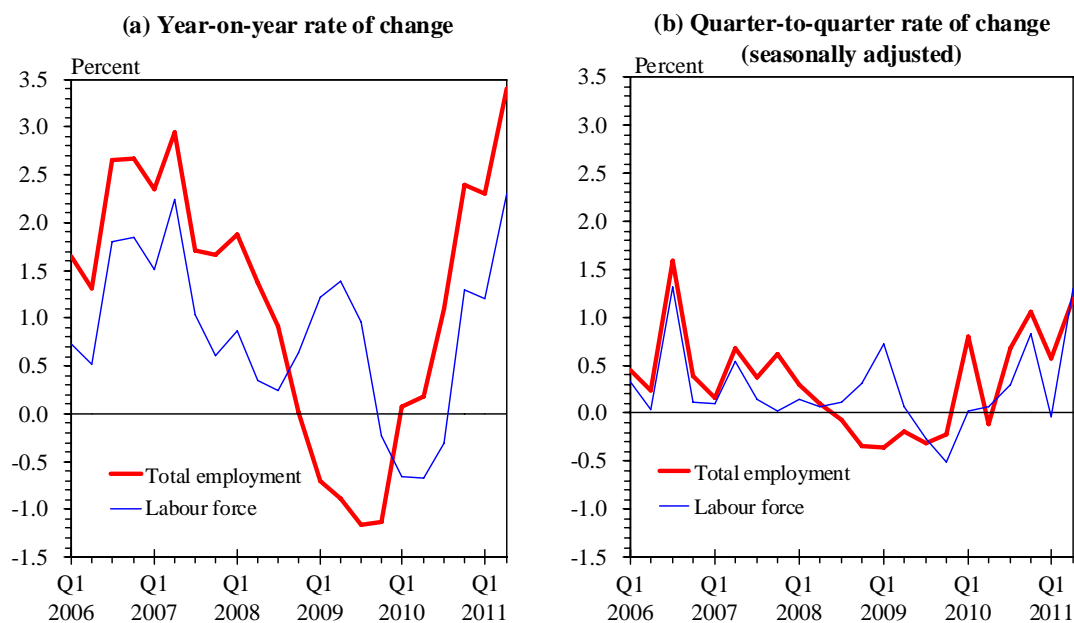 (a) Year-on-year rate of change
Percent
3.5
3.0
2.5
2.0
1.5
1.0
0.5
0.0
-0.5
-1.0
-1.5
Total employment
Labour force
Q1 Q1 Q1 Q1 Q1 Q1
2006 2007 2008 2009 2010 2011
(b) Quarter-to-quarter rate of change
(seasonally adjusted)
Percent
3.5
3.0
2.5
2.0
1.5
1.0
0.5
0.0
-0.5
-1.0
-1.5
Total employment
Labour force
Q1 Q1 Q1 Q1 Q1 Q1
2006 2007 2008 2009 2010 2011